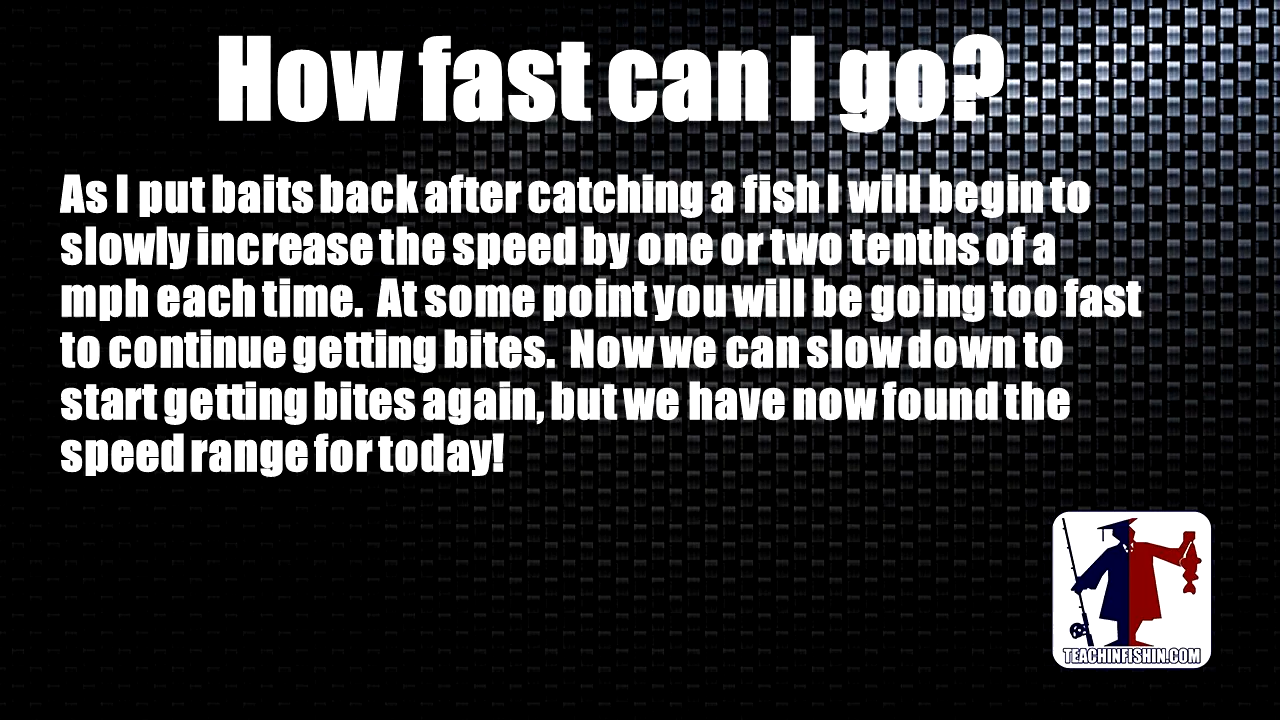 How fast can I go?
As I put baits back after catching a fish I will begin to
slowly increase the speed by one or two tenths of a
mph each time.  At some point you will be going too fast
to continue getting bites.  Now we can slow down to
start getting bites again, but we have now found the
speed range for today!
TEACHINFISHIN.COM